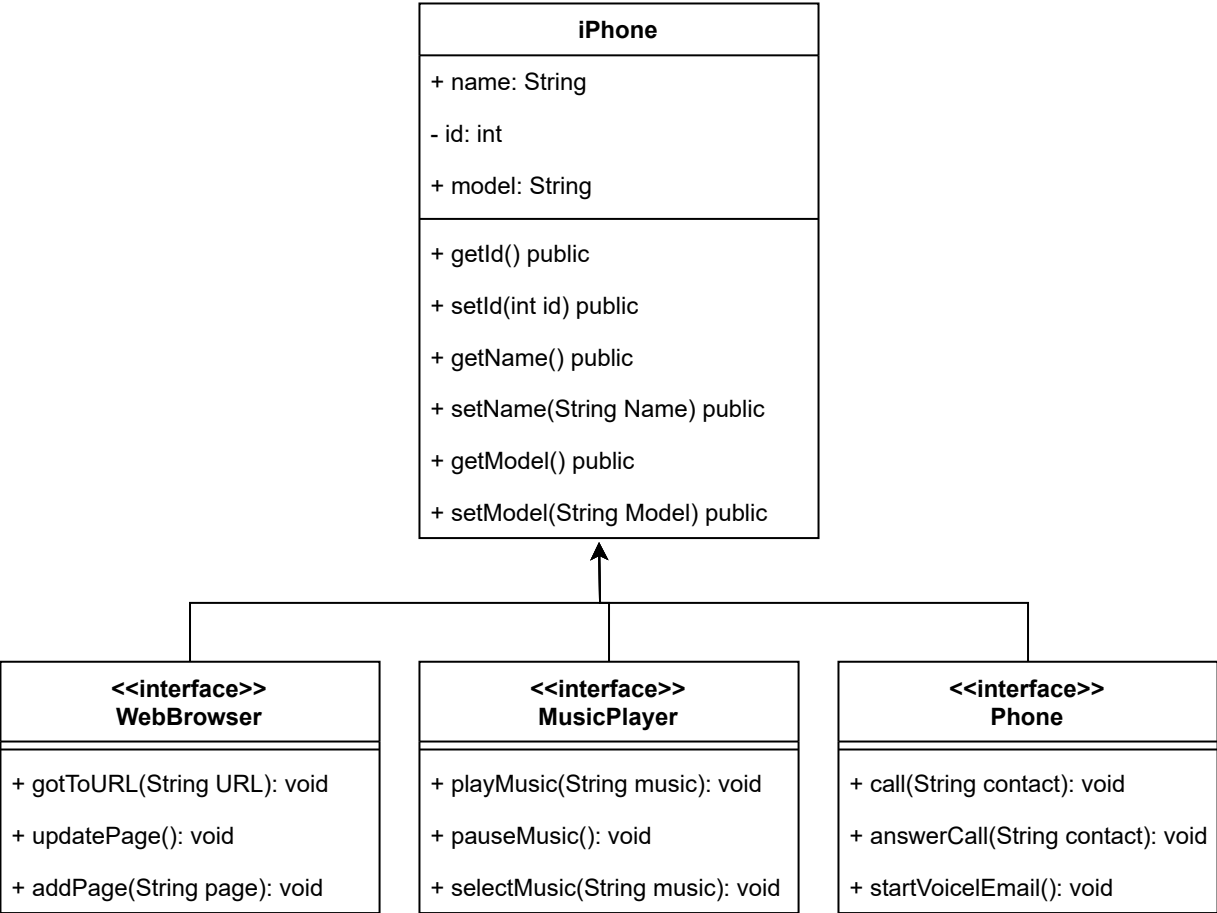 iPhone
+ name: String
- id: int
+ model: String
+ getId() public
+ setId(int id) public
+ getName() public
+ setName(String Name) public
+ getModel() public
+ setModel(String Model) public
<<interface>>
WebBrowser
+ gotToURL(String URL): void
+ updatePage(): void
+ addPage(String page): void
<<interface>>
MusicPlayer
+ playMusic(String music): void
+ pauseMusic(): void
+ selectMusic(String music): void
<<interface>>
Phone
+ call(String contact): void
+ answerCall(String contact): void
+ startVoicelEmail(): void